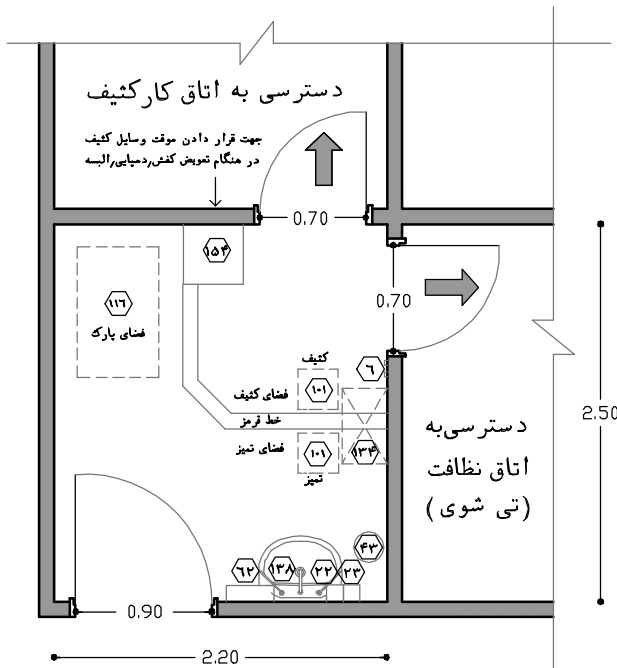 دسترسی به اتاق کارکثیف
جهت قرار دادن موقت وسایل کثیف
در هنگام تعویض کفش,دمپایی,البسه
0.70
۱۵۴
0.70
۱۱۶
فضای پارک
کثیف
۶
۱۰۱
فضای کثیف
خط قرمز
فضای تمیز
۱۰۱
۱۳۴
تمیز
دسترسی‌به
اتاق نظافت
(تی شوی)
2.50
۴۳
۶۲
۱۳۸
۲۲
۲۳
0.90
2.20